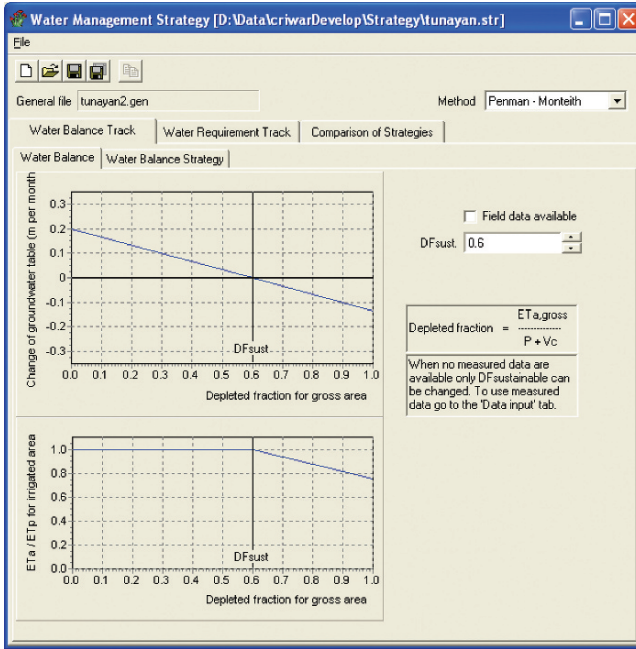 Water Management Strategy [D:\Data\criwarDevelop\Strategy\tunayan.str]
File
General file tunayan2.gen
Method Penman - Monteith
Water Balance Track Water Requirement Track Comparison of Strategies
Water Balance Water Balance Strategy
Change of groundwater table (m per month)
0.3
0.2
0.1
0
-0.1
-0.2
-0.3
DFsust
0.0 0.1 0.2 0.3 0.4 0.5 0.6 0.7 0.8 0.9 1.0
Depleted fraction for gross area
Field data available
DFsust. 0.6
ETa,gross
Depleted fraction = ------------
P + Vc
When no measured data are
available only DFsustainable can
be changed. To use measured
data go to the 'Data input' tab.
ETa / ETp for irrigated area
1.0
0.8
0.6
0.4
0.2
0.0
DFsust
0.0 0.1 0.2 0.3 0.4 0.5 0.6 0.7 0.8 0.9 1.0
Depleted fraction for gross area